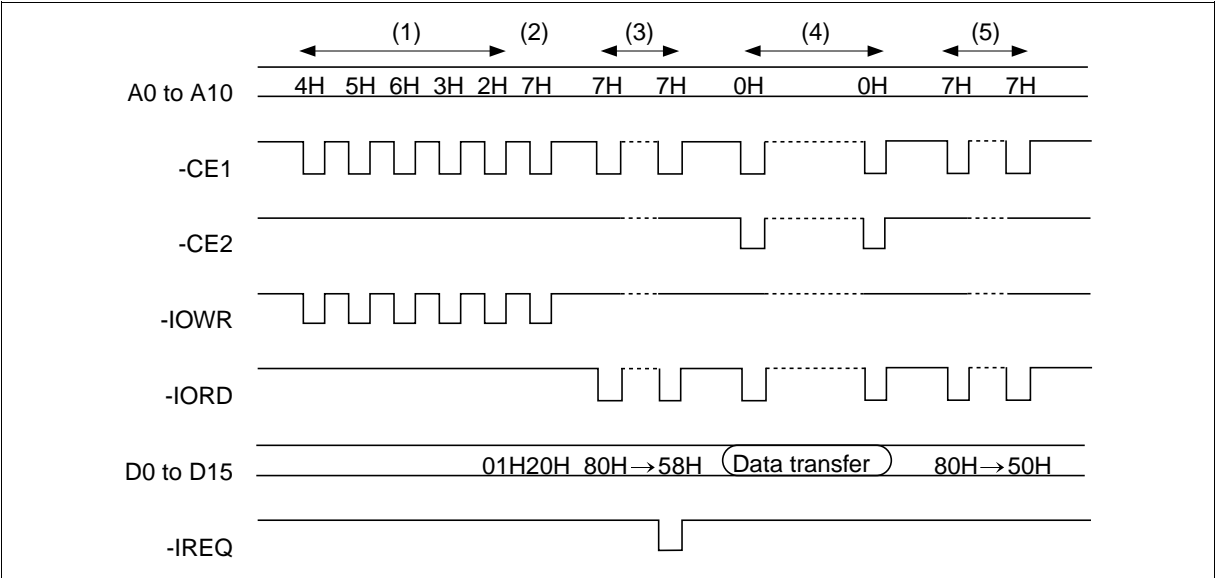 (1) (2) (3) (4) (5)
A0 to A10 4H 5H 6H 3H 2H 7H 7H 7H 0H 0H 7H 7H
-CE1
-CE2
-IOWR
-IORD
D0 to D15 01H20H 80H→58H Data transfer 80H→50H
-IREQ